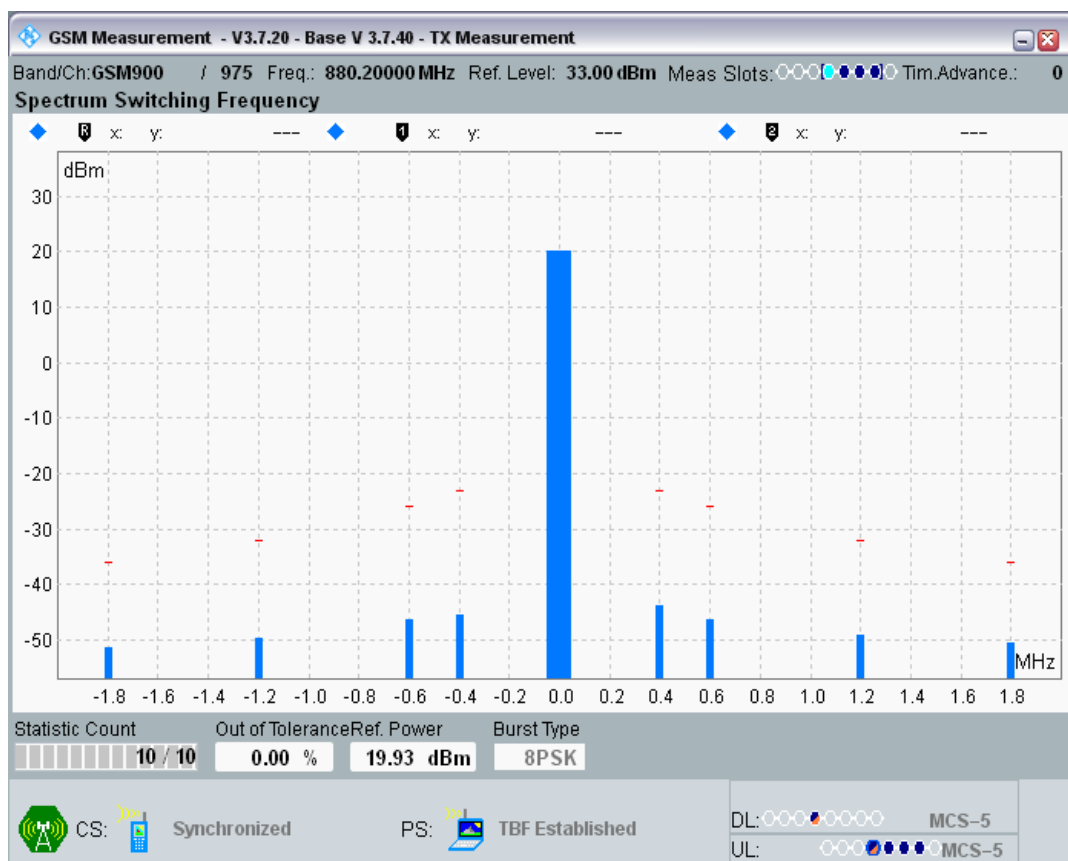 GSM Measurement - V3.7.20 - Base V 3.7.40 - TX Measurement
Band/Ch:GSM900 / 975 Freq.: 880.20000 MHz Ref. Level: 33.00 dBm Meas Slots: Tim.Advance.: 0
Spectrum Switching Frequency
R x: y: --- 1 x: y: --- 2 x: y: ---
dBm
30
20
10
0
-10
-20
-30
-40
-50
MHz
-1.8 -1.6 -1.4 -1.2 -1.0 -0.8 -0.6 -0.4 -0.2 0.0 0.2 0.4 0.6 0.8 1.0 1.2 1.4 1.6 1.8
Statistic Count Out of Tolerance Ref. Power Burst Type
10 / 10 0.00 % 19.93 dBm 8PSK
CS: Synchronized PS: TBF Established DL: MCS-5
UL: MCS-5